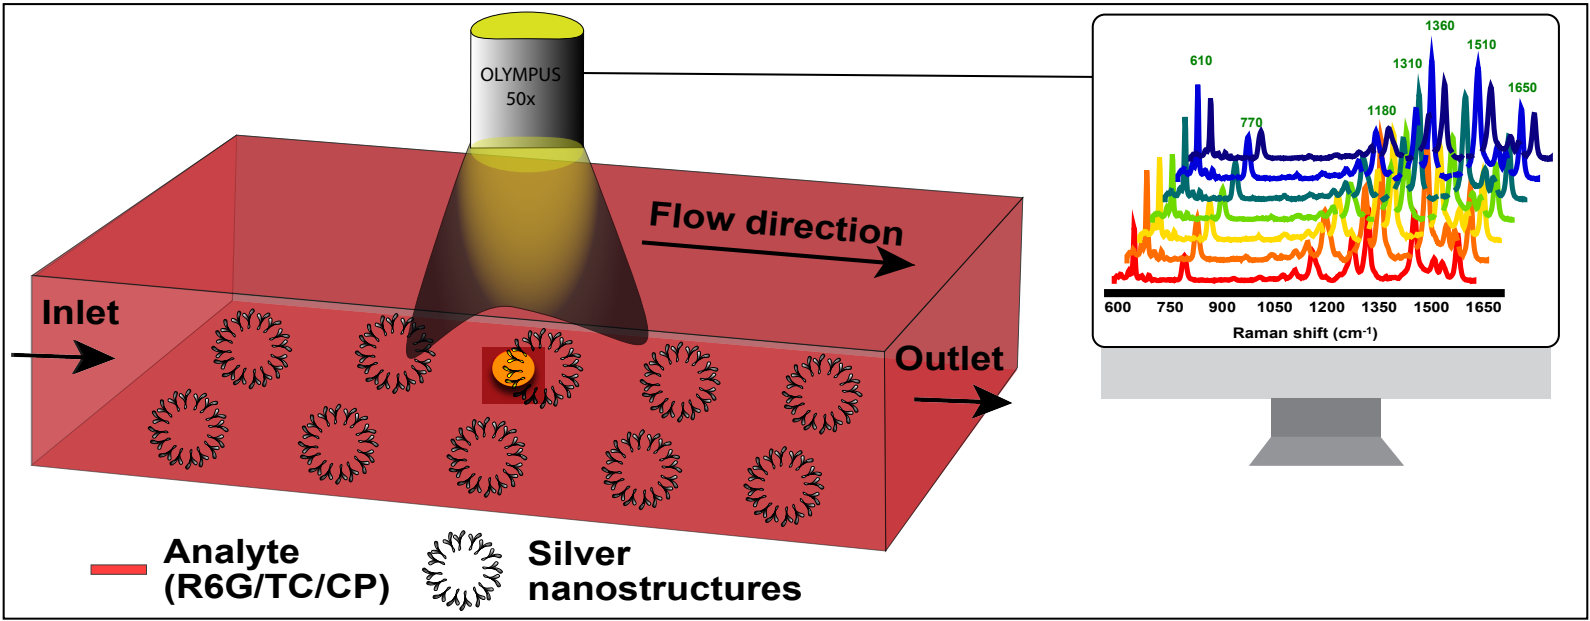 OLYMPUS
50x
Flow direction
Inlet
Outlet
Analyte
(R6G/TC/CP)
Silver
nanostructures
610
770
1180
1310
1360
1510
1650
600 750 900 1050 1200 1350 1500 1650
Raman shift (cm⁻¹)